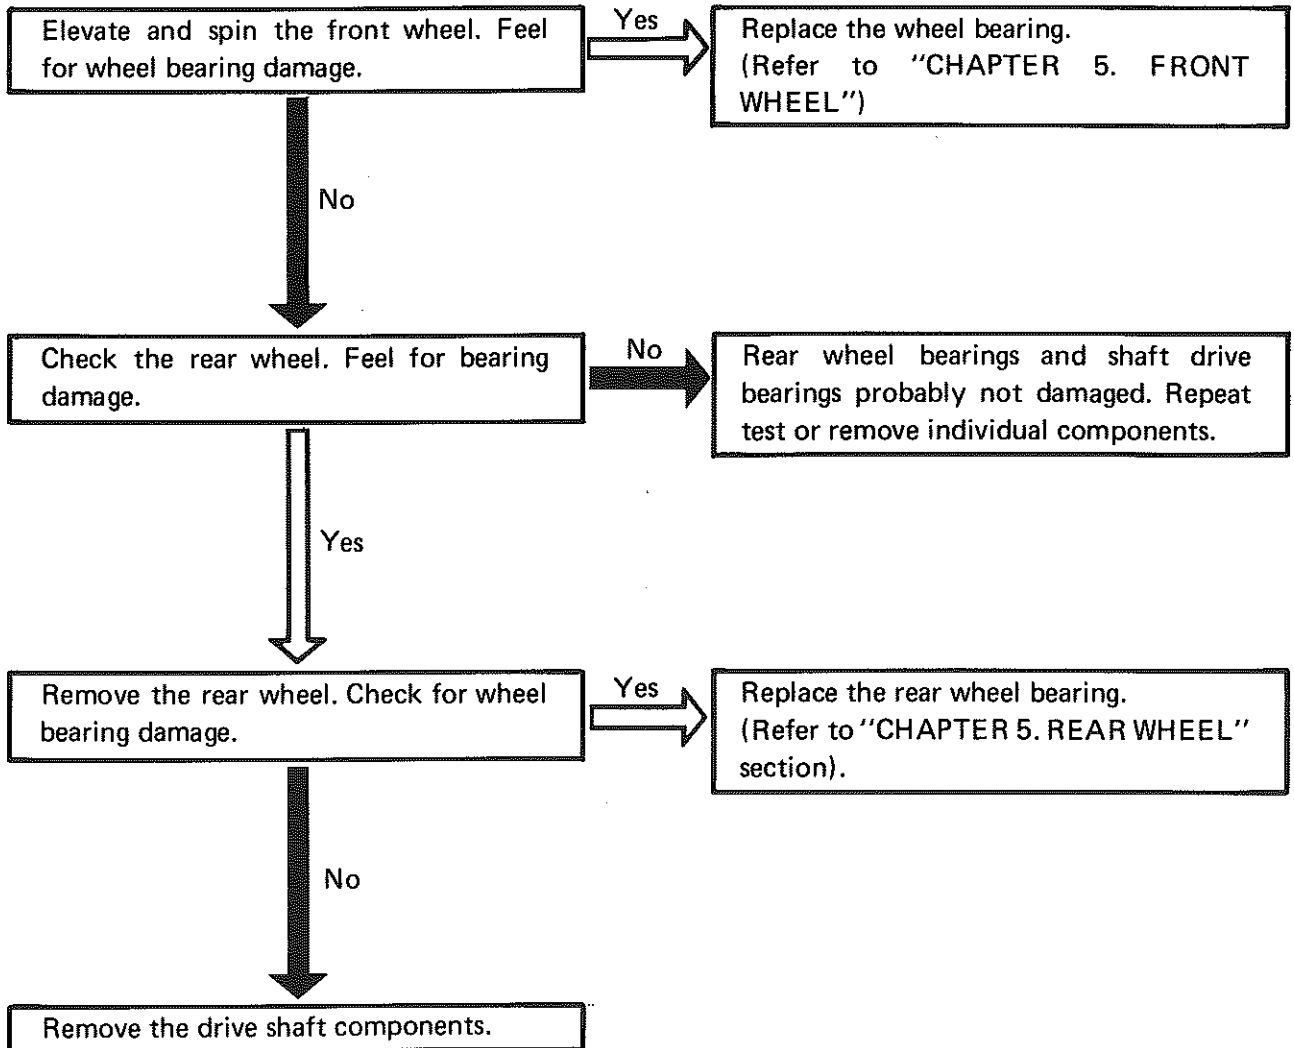 Elevate and spin the front wheel. Feel
for wheel bearing damage.
Yes
Replace the wheel bearing.
(Refer to "CHAPTER 5. FRONT
WHEEL")
No
Check the rear wheel. Feel for bearing
damage.
No
Rear wheel bearings and shaft drive
bearings probably not damaged. Repeat
test or remove individual components.
Yes
Remove the rear wheel. Check for wheel
bearing damage.
Yes
Replace the rear wheel bearing.
(Refer to "CHAPTER 5. REAR WHEEL"
section).
No
Remove the drive shaft components.